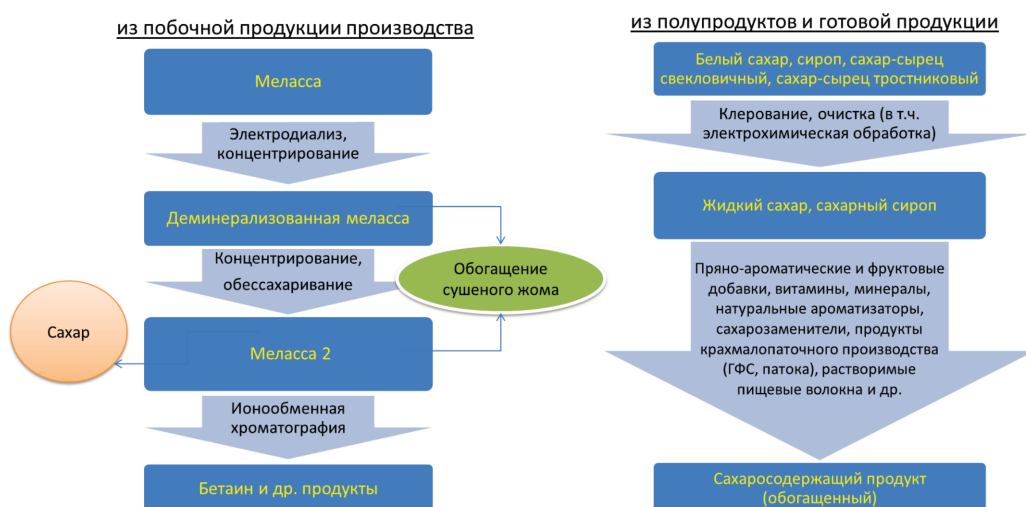 из побочной продукции производства
Меласса
Электродиализ,
концентрирование
Деминерализованная меласса
Концентрирование,
обессахаривание
Обогащение
сушеного жома
Сахар
Меласса 2
Ионообменная
хроматография
Бетаин и др. продукты
из полупродуктов и готовой продукции
Белый сахар, сироп, сахар-сырец
свекловичный, сахар-сырец тростниковый
Клерование, очистка (в т.ч.
электрохимическая обработка)
Жидкий сахар, сахарный сироп
Пряно-ароматические и фруктовые
добавки, витамины, минералы,
натуральные ароматизаторы,
сахарозаменители, продукты
крахмалопаточного производства
(ГФС, патока), растворимые
пищевые волокна и др.
Сахаросодержащий продукт
(обогащенный)